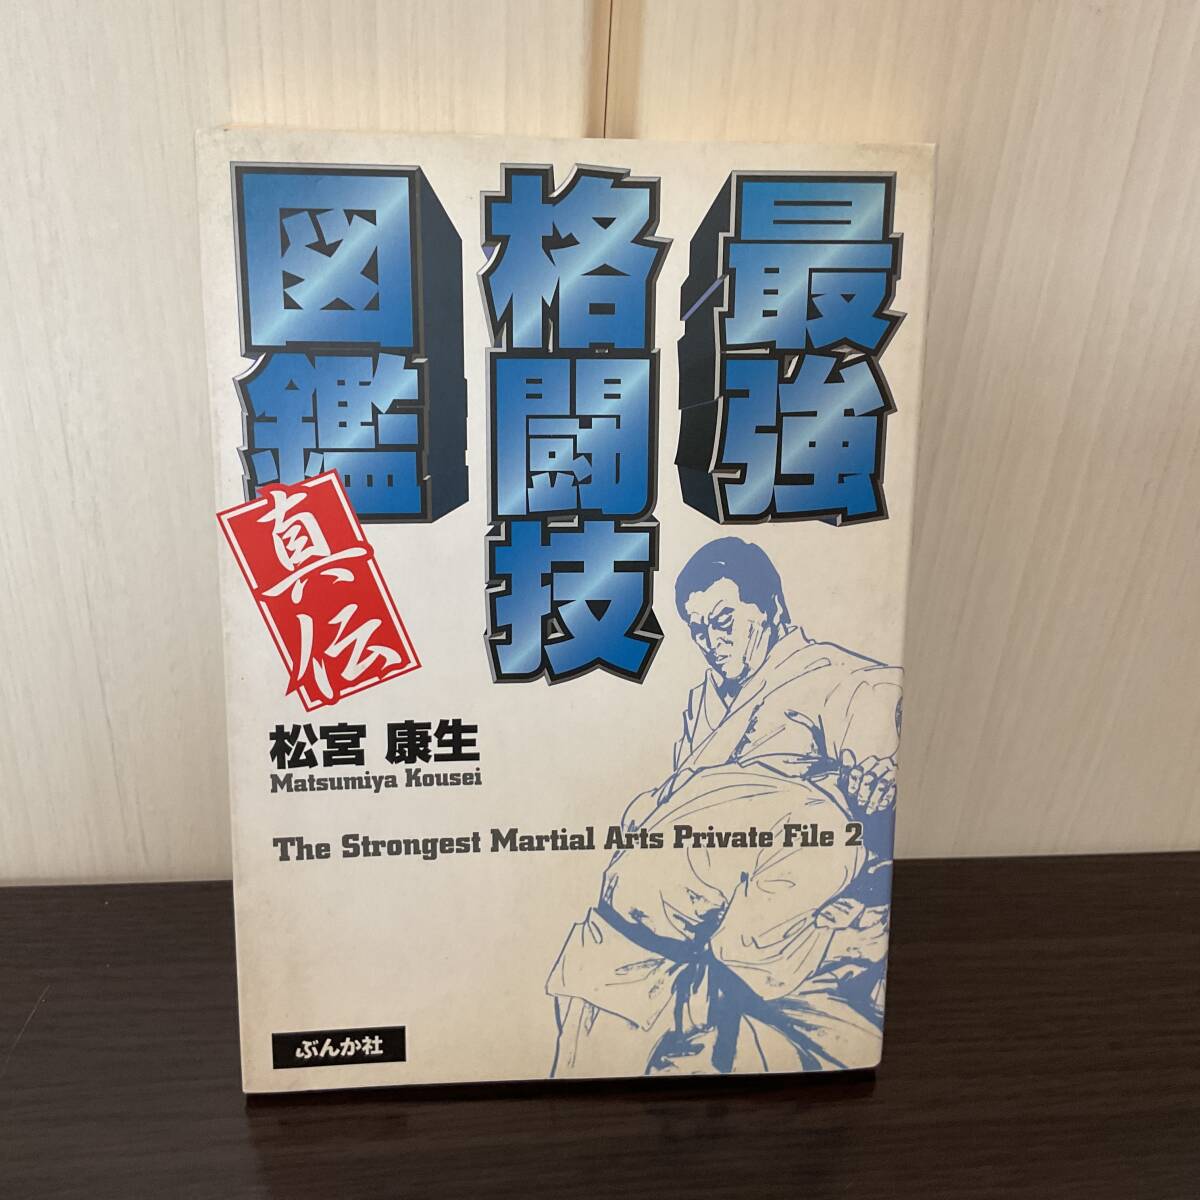 最強
格闘技
図鑑
真伝
松宮 康生
Matsumiya Kousei
The Strongest Martial Arts Private File 2
ぶんか社